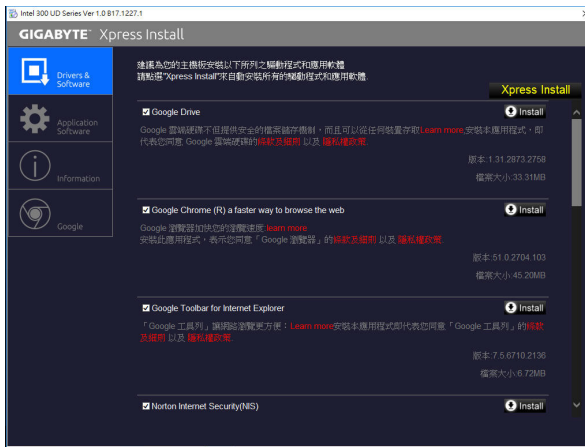 Intel 300 UD Series Ver 1.0 B17.1227.1
GIGABYTE™ Xpress Install
Drivers & Software
Application Software
Information
Google
建議為您的主機板安裝以下所列之驅動程式和應用軟體
請點選"Xpress Install"來自動安裝所有的驅動程式和應用軟體.
Xpress Install
Google Drive
Install
Google 雲端硬碟不但提供安全的檔案儲存機制，而且可以從任何裝置存取Learn more,安裝本應用程式，即
代表您同意 Google 雲端硬碟的條款及細則 以及 隱私權政策.
版本:1.31.2873.2758
檔案大小:33.31MB
Google Chrome (R) a faster way to browse the web
Install
Google 瀏覽器加快您的瀏覽速度:learn more
安裝此應用程式，表示您同意「Google 瀏覽器」的條款及細則 以及 隱私權政策.
版本:51.0.2704.103
檔案大小:45.20MB
Google Toolbar for Internet Explorer
Install
「Google 工具列」讓網路瀏覽更方便：Learn more安裝本應用程式即代表您同意「Google 工具列」的條款
及細則 以及 隱私權政策.
版本:7.5.6710.2136
檔案大小:6.72MB
Norton Internet Security(NIS)
Install